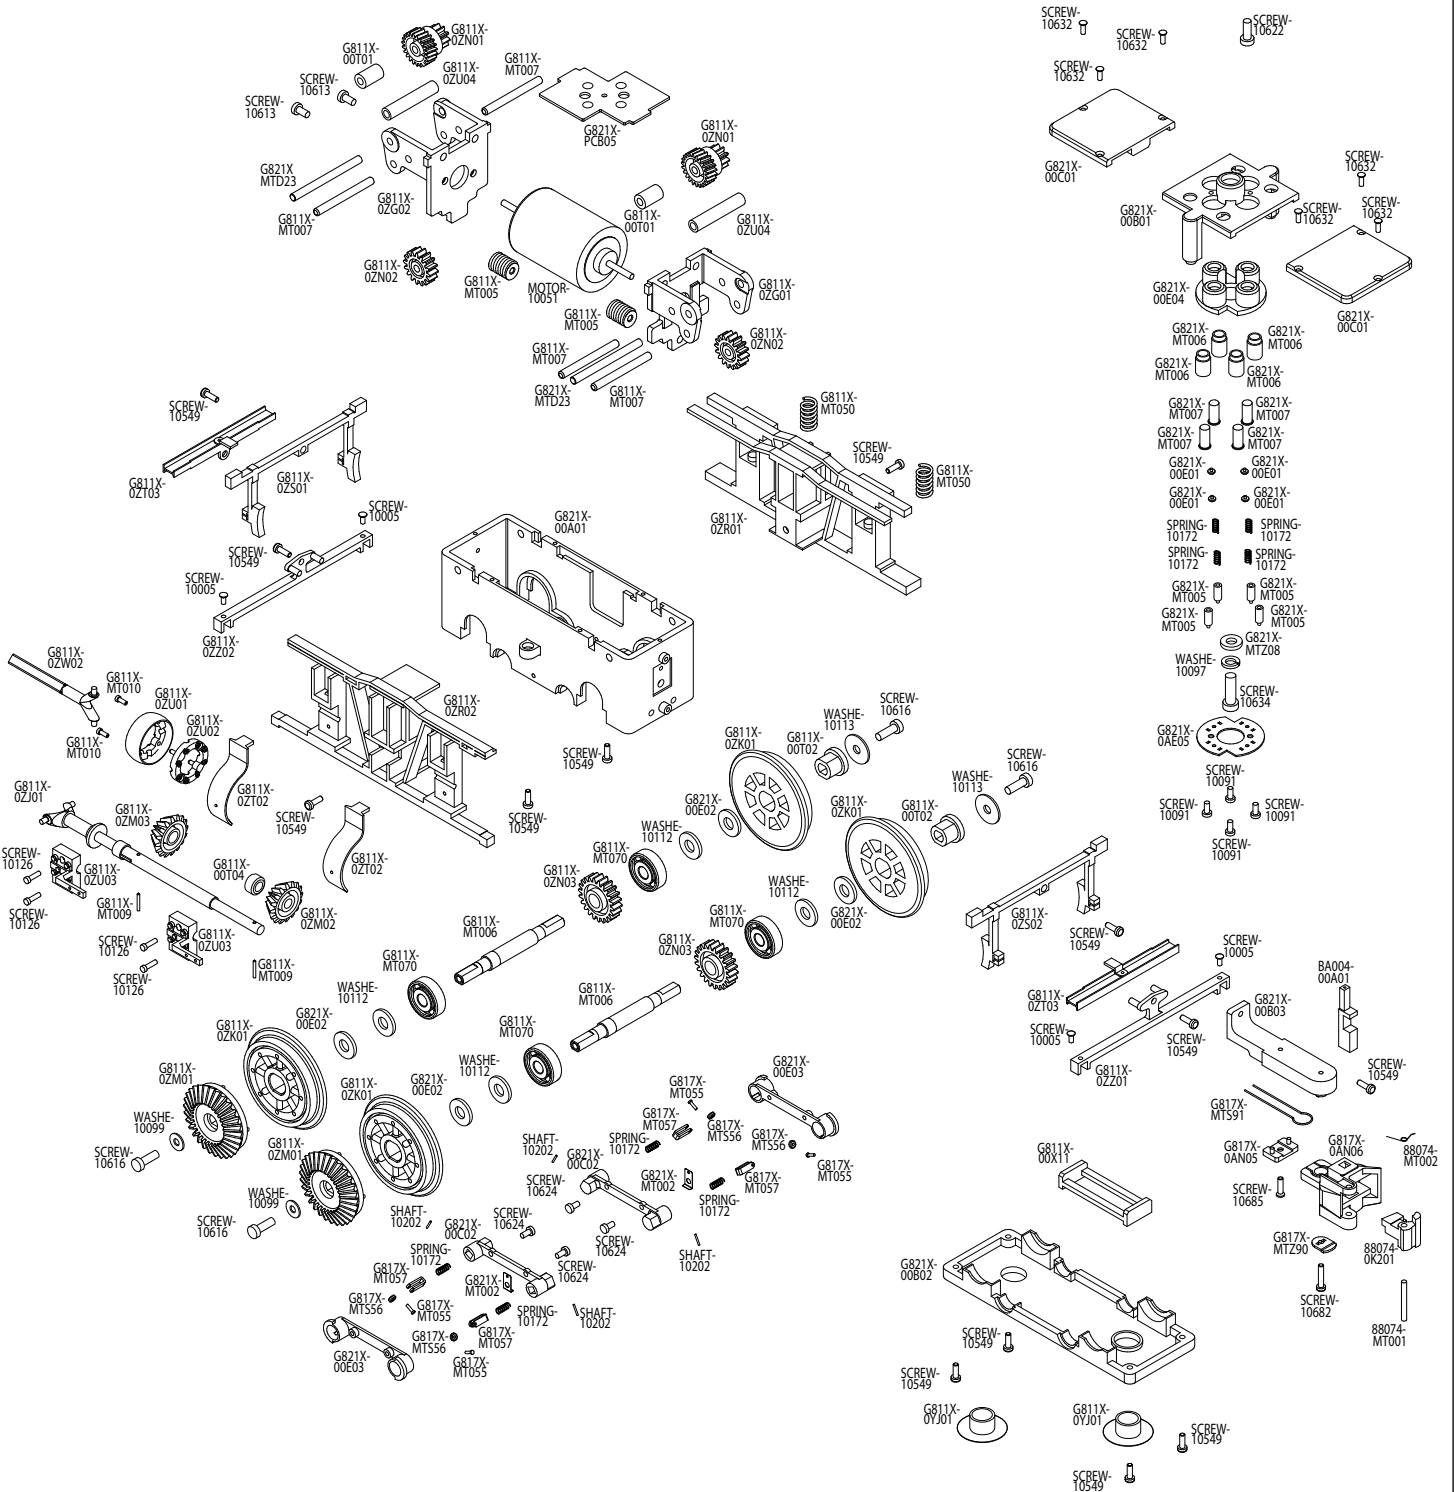 G811X-
0ZN01
G811X-
00T01
G811X-
0ZU04
SCREW-
10613
SCREW-
10613
G811X-
MT007
G821X-
PCB05
G811X-
0ZN01
G821X
MTD23
G811X-
MT007
G811X-
0ZG02
G811X-
00T01
G811X-
0ZU04
G811X-
0ZN02
G811X-
MT005
MOTOR-
10051
G811X-
MT005
G811X-
0ZG01
G811X-
0ZN02
G811X-
MT007
G821X-
MTD23
G811X-
MT007
SCREW-
10632
SCREW-
10632
SCREW-
10622
SCREW-
10632
G821X-
00C01
SCREW-
10632
G821X-
00B01
SCREW-
10632
SCREW-
10632
G821X-
00E04
G821X-
00C01
G821X-
MT006
G821X-
MT006
G821X-
MT006
G821X-
MT006
G821X-
MT007
G821X-
MT007
G821X-
MT007
G821X-
MT007
G821X-
00E01
G821X-
00E01
G821X-
00E01
G821X-
00E01
SPRING-
10172
SPRING-
10172
SPRING-
10172
SPRING-
10172
G821X-
MT005
G821X-
MT005
G821X-
MT005
G821X-
MT005
G821X-
MTZ08
WASHE-
10097
SCREW-
10634
G821X-
0AE05
SCREW-
10091
SCREW-
10091
SCREW-
10091
SCREW-
10091
SCREW-
10549
G811X-
0ZT03
G811X-
0ZS01
SCREW-
10005
SCREW-
10549
SCREW-
10005
G811X-
0ZZ02
G821X-
00A01
G811X-
MT050
SCREW-
10549
G811X-
MT050
G811X-
0ZR01
G811X-
0ZW02
G811X-
MT010
G811X-
0ZU01
G811X-
0ZU02
G811X-
MT010
G811X-
0ZR02
G811X-
0ZT02
SCREW-
10549
G811X-
0ZT02
SCREW-
10549
SCREW-
10549
G811X-
0ZJ01
G811X-
0ZM03
SCREW-
10126
G811X-
0ZU03
SCREW-
10126
G811X-
MT009
G811X-
00T04
G811X-
0ZM02
SCREW-
10126
G811X-
0ZU03
SCREW-
10126
G811X-
MT009
G811X-
0ZK01
G811X-
00T02
WASHE-
10113
SCREW-
10616
G821X-
00E02
WASHE-
10112
G811X-
MT070
G811X-
0ZN03
G811X-
0ZK01
G811X-
00T02
WASHE-
10113
SCREW-
10616
WASHE-
10112
G821X-
00E02
G811X-
MT070
G811X-
0ZN03
G811X-
MT006
G811X-
MT070
WASHE-
10112
G821X-
00E02
G811X-
0ZK01
G811X-
MT006
G811X-
MT070
WASHE-
10112
G821X-
00E02
G811X-
0ZK01
G811X-
0ZM01
WASHE-
10099
SCREW-
10616
G811X-
0ZM01
WASHE-
10099
SCREW-
10616
G811X-
0ZS02
SCREW-
10549
G811X-
0ZT03
SCREW-
10005
SCREW-
10005
SCREW-
10549
G811X-
0ZZ01
G821X-
00B03
BA004-
00A01
SCREW-
10549
G817X-
MTS91
G817X-
0AN05
G817X-
0AN06
88074-
MT002
SCREW-
10685
G817X-
MTZ90
88074-
0K201
SCREW-
10682
88074-
MT001
G821X-
00E03
G817X-
MT055
G817X-
MT057
G817X-
MTS56
G817X-
MTS56
G817X-
MT055
SPRING-
10172
G817X-
MT057
SHAFT-
10202
G821X-
00C02
G821X-
MT002
SPRING-
10172
SCREW-
10624
SCREW-
10624
SHAFT-
10202
SHAFT-
10202
G821X-
00C02
SCREW-
10624
SCREW-
10624
SPRING-
10172
G817X-
MT057
G821X-
MT002
G817X-
MTS56
G817X-
MT055
SPRING-
10172
SHAFT-
10202
G817X-
MTS56
G817X-
MT057
G817X-
MT055
G821X-
00E03
G811X-
00X11
G821X-
00B02
SCREW-
10549
SCREW-
10549
G811X-
0YJ01
G811X-
0YJ01
SCREW-
10549
SCREW-
10549